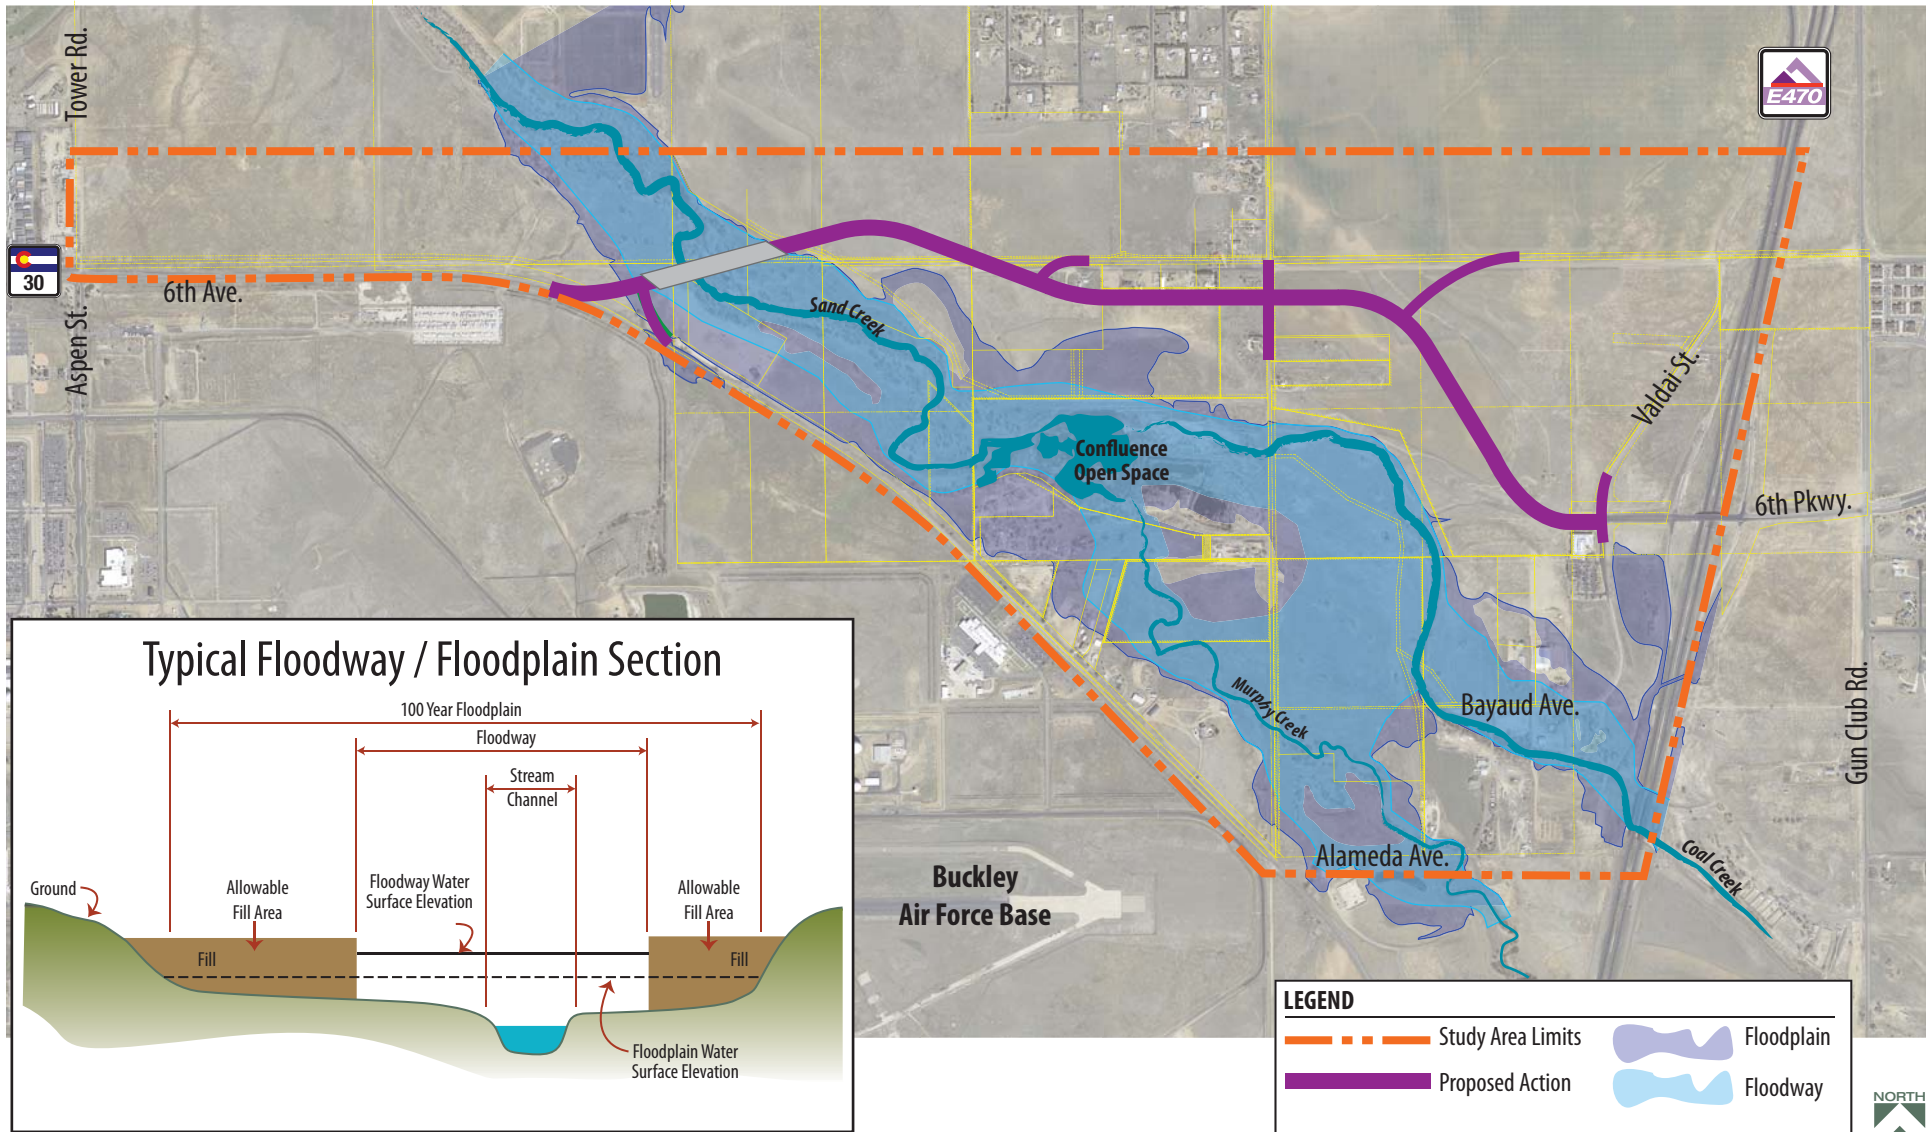 Tower Rd.
E470
30
6th Ave.
Aspen St.
Sand Creek
Valdai St.
Confluence
Open Space
6th Pkwy.
Murphy Creek
Bayaud Ave.
Gun Club Rd.
Alameda Ave.
Coal Creek
Buckley
Air Force Base
Typical Floodway / Floodplain Section
100 Year Floodplain
Floodway
Stream
Channel
Ground
Allowable
Fill Area
Floodway Water
Surface Elevation
Allowable
Fill Area
Fill
Fill
Floodplain Water
Surface Elevation
LEGEND
Study Area Limits
Floodplain
Proposed Action
Floodway
NORTH